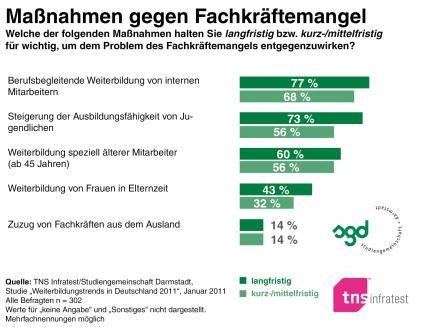 Maßnahmen gegen Fachkräftemangel
Welche der folgenden Maßnahmen halten Sie langfristig bzw. kurz-/mittelfristig
für wichtig, um dem Problem des Fachkräftemangels entgegenzuwirken?
Berufsbegleitende Weiterbildung von internen
Mitarbeitern
77 %
68 %
Steigerung der Ausbildungsfähigkeit von Ju-
gendlichen
73 %
56 %
Weiterbildung speziell älterer Mitarbeiter
(ab 45 Jahren)
60 %
56 %
Weiterbildung von Frauen in Elternzeit
43 %
32 %
Zuzug von Fachkräften aus dem Ausland
14 %
14 %
sgd
Quelle: TNS Infratest/Studiengemeinschaft Darmstadt,
Studie „Weiterbildungstrends in Deutschland 2011", Januar 2011
Alle Befragten n = 302
Werte für „keine Angabe" und „Sonstiges" nicht dargestellt.
Mehrfachnennungen möglich
langfristig
kurz-/mittelfristig
tns infratest